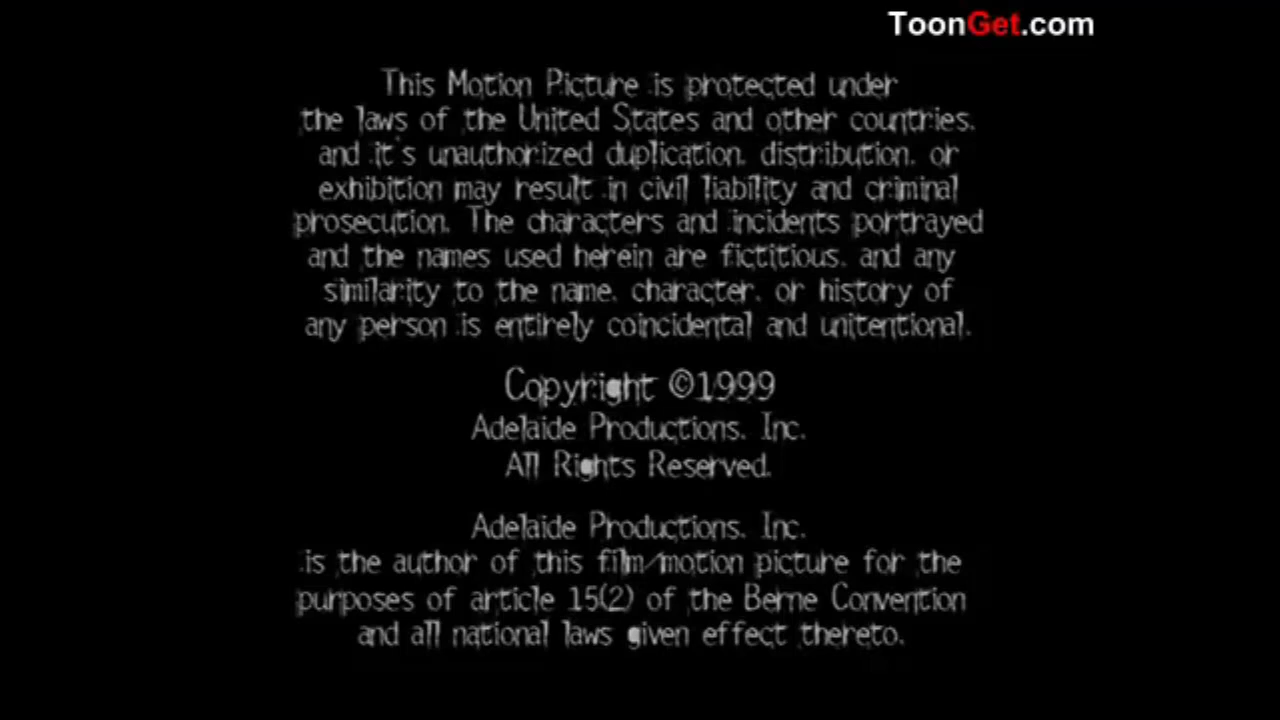 ToonGet.com
This Motion Picture is protected under
the laws of the United States and other countries.
and it's unauthorized duplication. distribution. or
exhibition may result in civil liability and criminal
prosecution. The characters and incidents portrayed
and the names used herein are fictitious. and any
similarity to the name. character. or history of
any person is entirely coincidental and unitentional.
Copyright ©1999
Adelaide Productions. Inc.
All Rights Reserved.
Adelaide Productions. Inc.
is the author of this film/motion picture for the
purposes of article 15(2) of the Berne Convention
and all national laws given effect thereto.